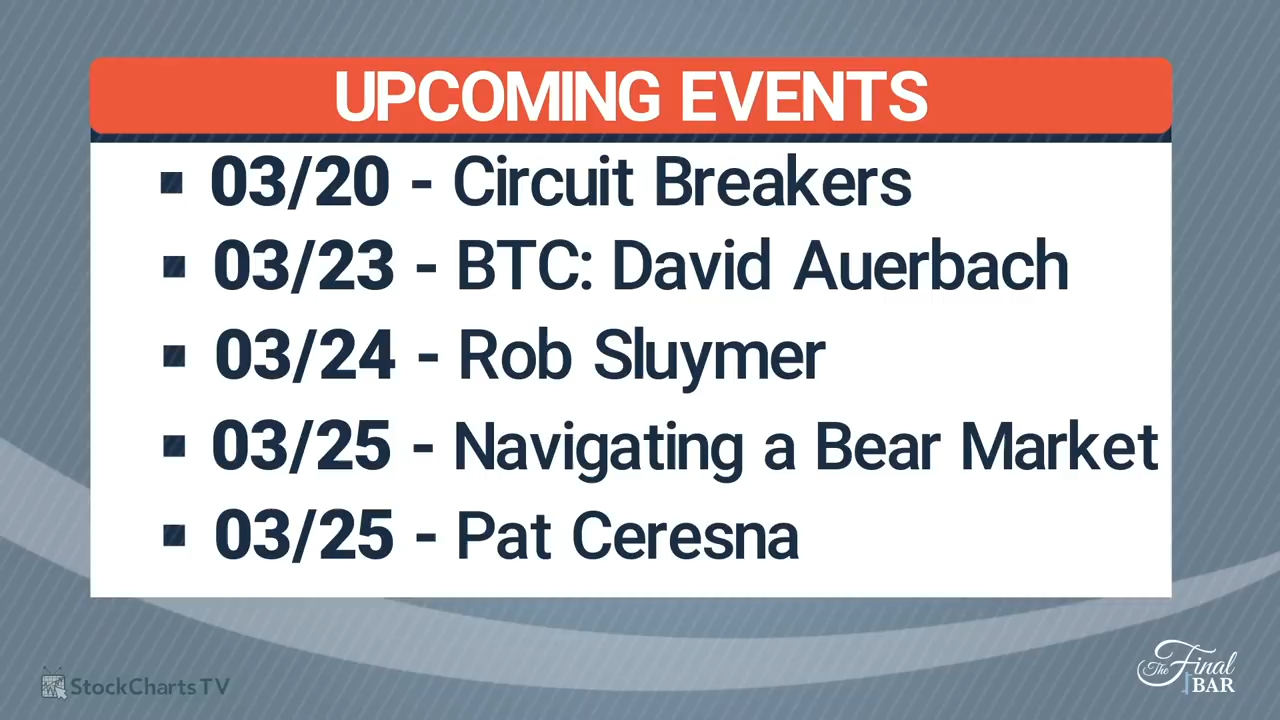 UPCOMING EVENTS
▪ 03/20 - Circuit Breakers
▪ 03/23 - BTC: David Auerbach
▪ 03/24 - Rob Sluymer
▪ 03/25 - Navigating a Bear Market
▪ 03/25 - Pat Ceresna
StockChartsTV
The Final
BAR